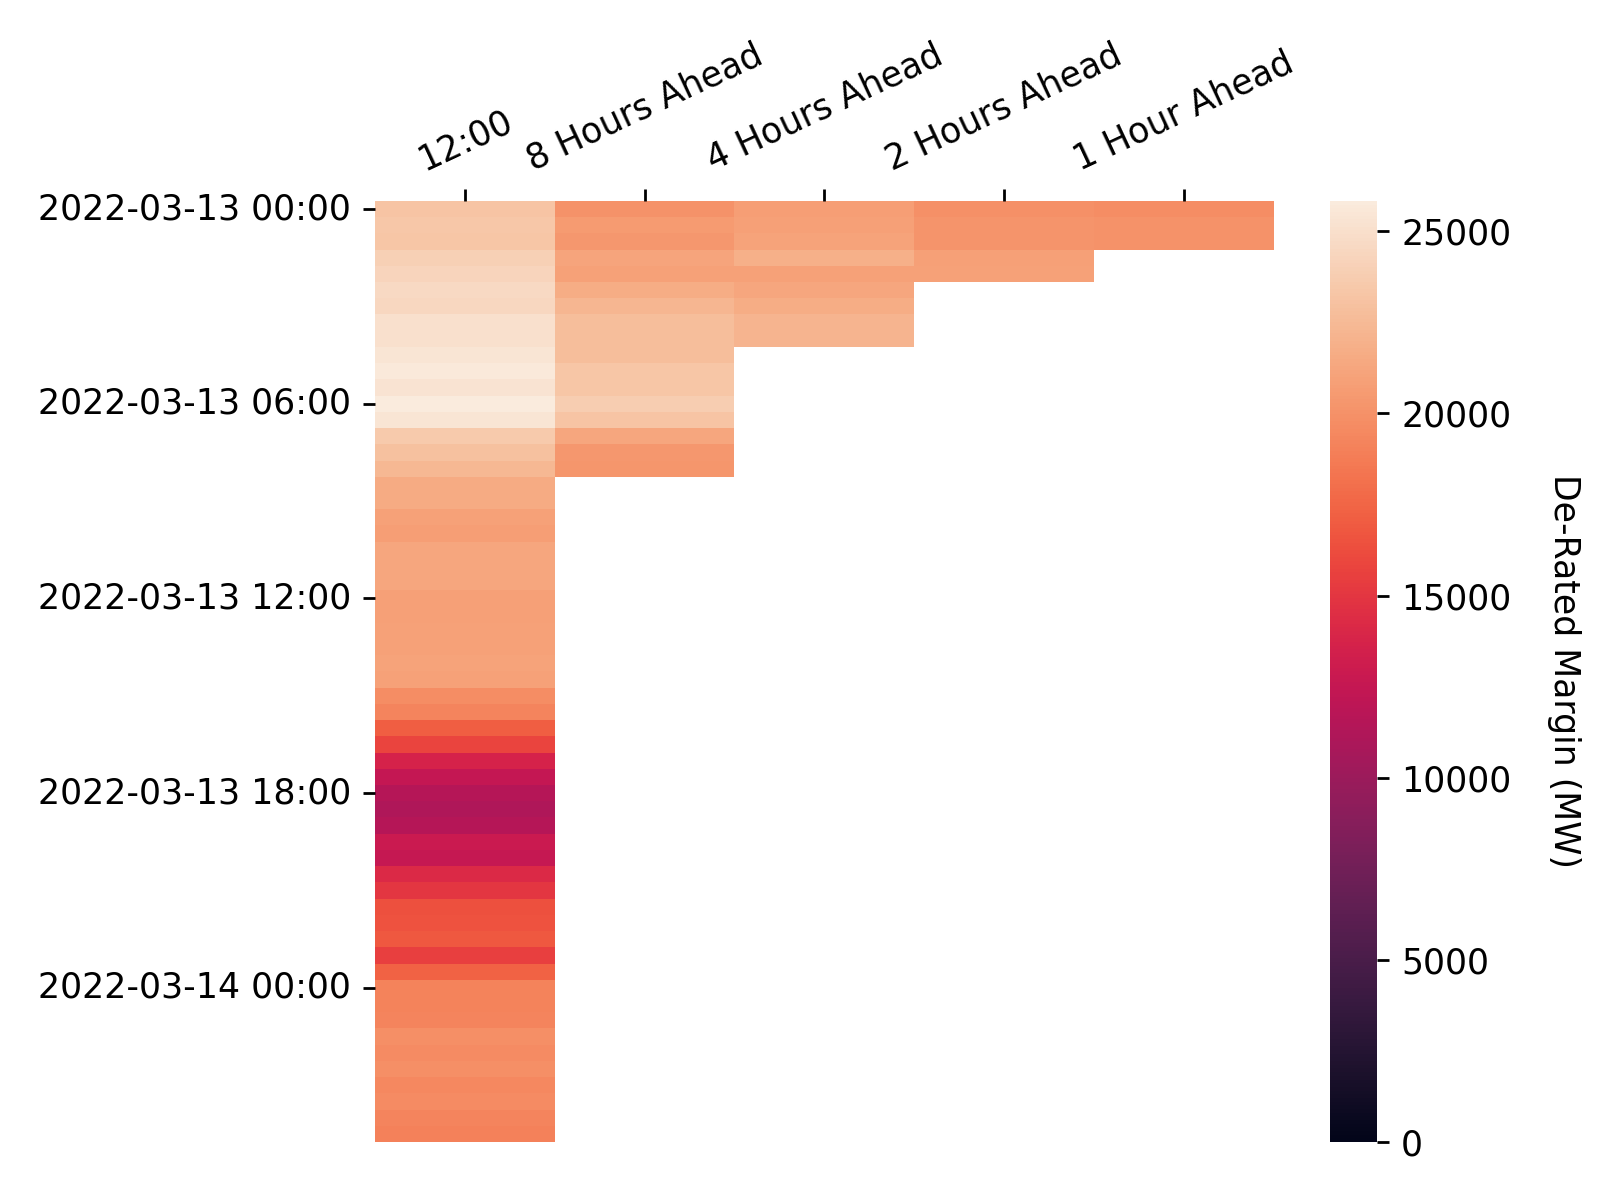 12:00
8 Hours Ahead
4 Hours Ahead
2 Hours Ahead
1 Hour Ahead
2022-03-13 00:00
2022-03-13 06:00
2022-03-13 12:00
2022-03-13 18:00
2022-03-14 00:00
25000
20000
15000
10000
5000
0
De-Rated Margin (MW)